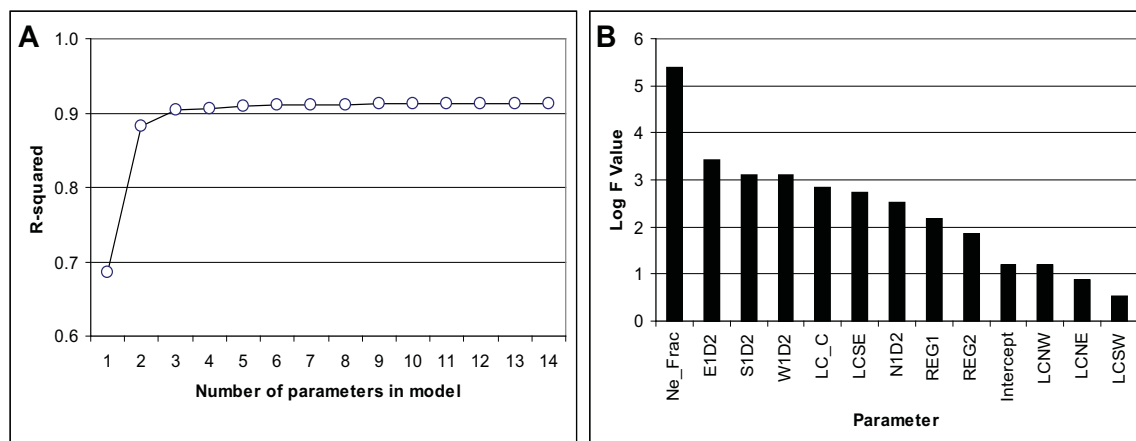 A
1.0
0.9
0.8
0.7
0.6
R-squared
1 2 3 4 5 6 7 8 9 10 11 12 13 14
Number of parameters in model
B
6
5
4
3
2
1
0
Log F Value
Ne_Frac
E1D2
S1D2
W1D2
LC_C
LCSE
N1D2
REG1
REG2
Intercept
LCNW
LCNE
LCSW
Parameter